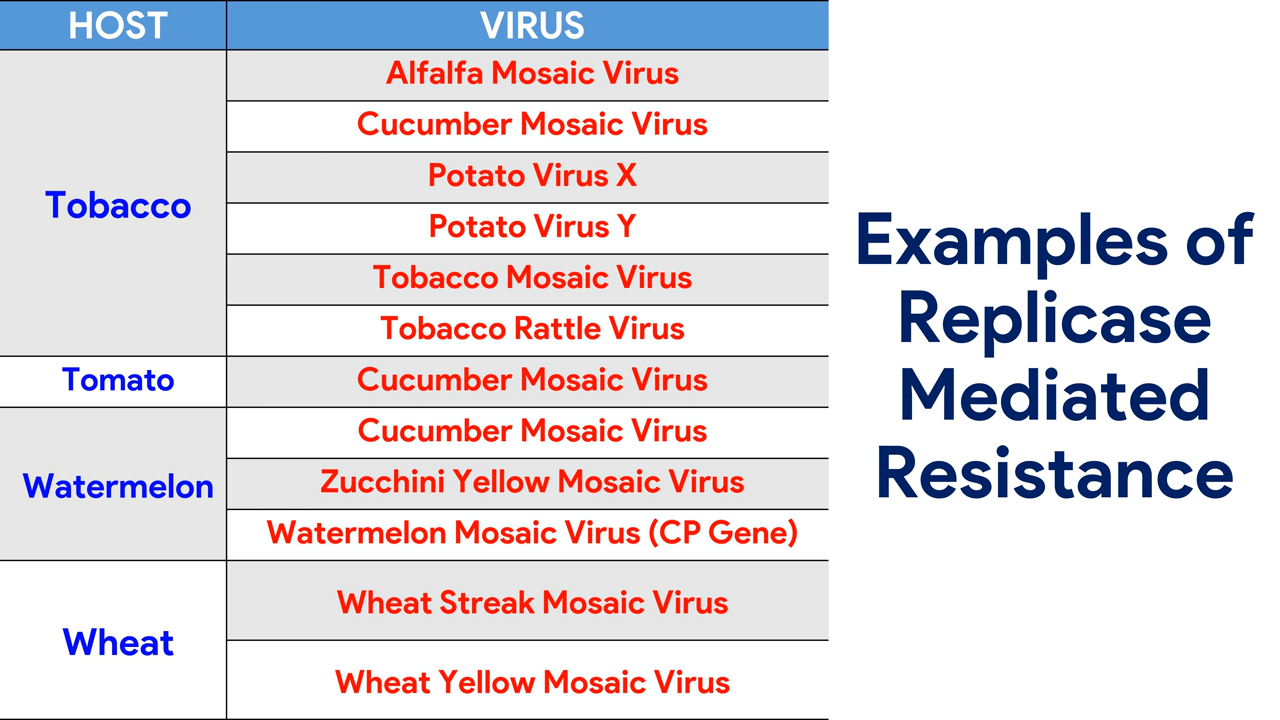 HOST VIRUS
Tobacco
Alfalfa Mosaic Virus
Cucumber Mosaic Virus
Potato Virus X
Potato Virus Y
Tobacco Mosaic Virus
Tobacco Rattle Virus
Tomato
Cucumber Mosaic Virus
Watermelon
Cucumber Mosaic Virus
Zucchini Yellow Mosaic Virus
Watermelon Mosaic Virus (CP Gene)
Wheat
Wheat Streak Mosaic Virus
Wheat Yellow Mosaic Virus
Examples of
Replicase
Mediated
Resistance